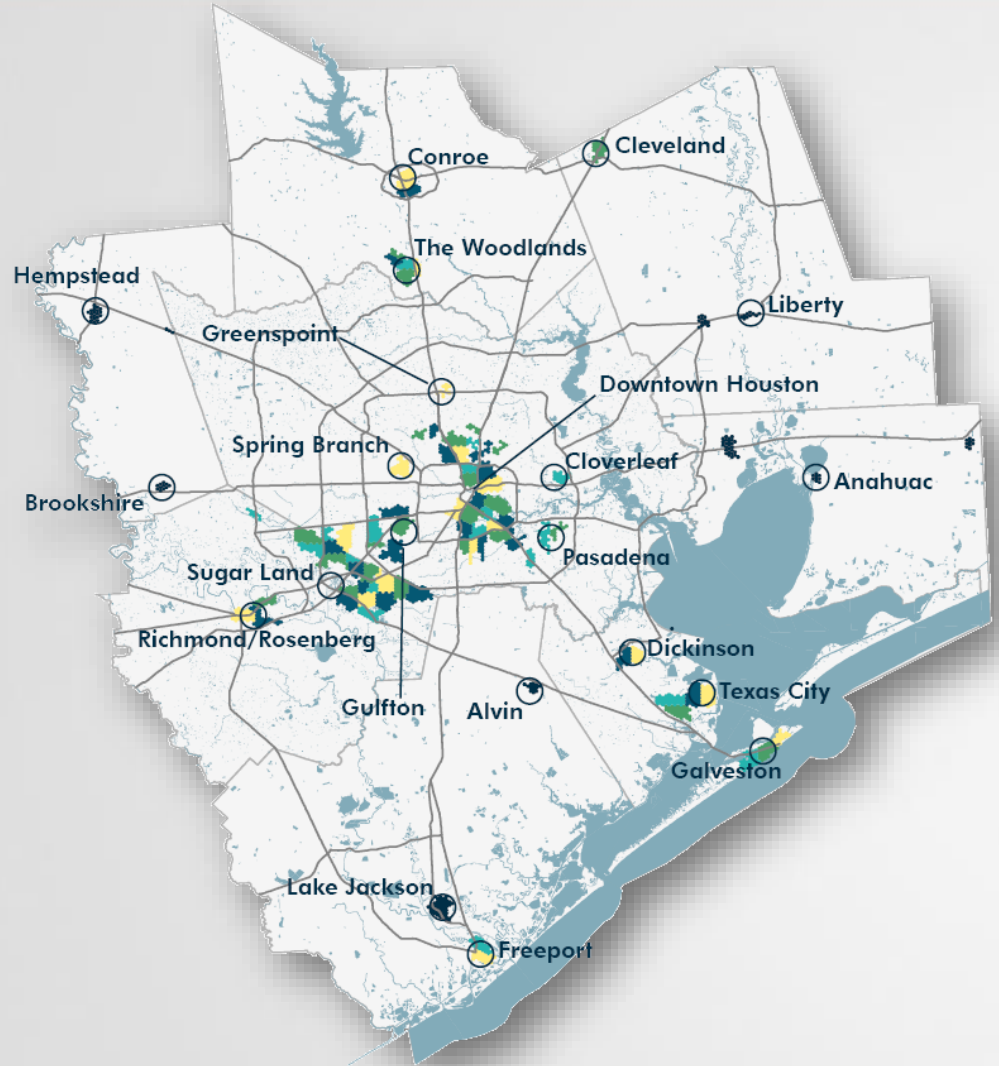 Conroe
Cleveland
The Woodlands
Hempstead
Liberty
Greenspoint
Downtown Houston
Spring Branch
Cloverleaf
Anahuac
Brookshire
Pasadena
Sugar Land
Richmond/Rosenberg
Dickinson
Texas City
Gulfton
Alvin
Galveston
Lake Jackson
Freeport